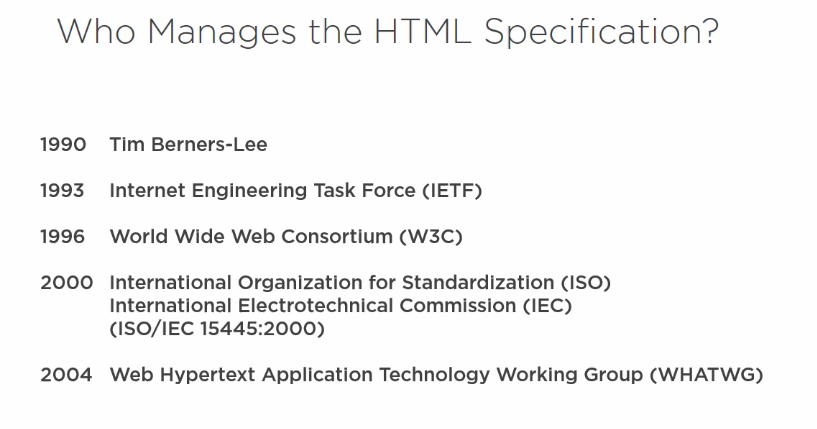 Who Manages the HTML Specification?
1990 Tim Berners-Lee
1993 Internet Engineering Task Force (IETF)
1996 World Wide Web Consortium (W3C)
2000 International Organization for Standardization (ISO)
International Electrotechnical Commission (IEC)
(ISO/IEC 15445:2000)
2004 Web Hypertext Application Technology Working Group (WHATWG)